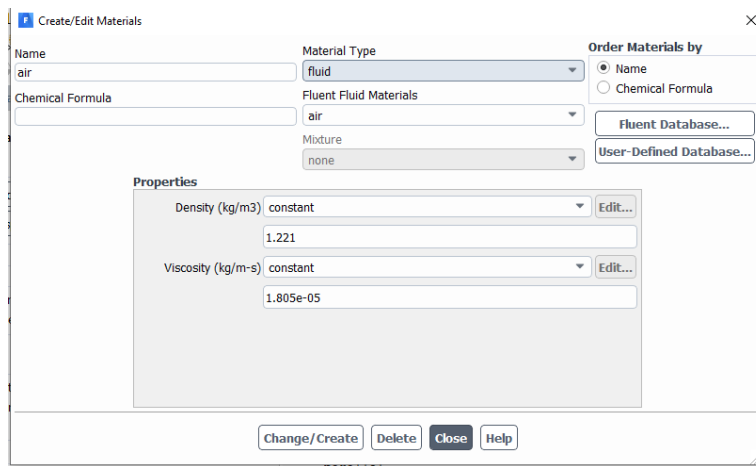 F Create/Edit Materials
Name
air
Chemical Formula
Material Type
fluid
Fluent Fluid Materials
air
Mixture
none
Order Materials by
Name
Chemical Formula
Fluent Database...
User-Defined Database...
Properties
Density (kg/m3) constant Edit...
1.221
Viscosity (kg/m-s) constant Edit...
1.805e-05
Change/Create Delete Close Help